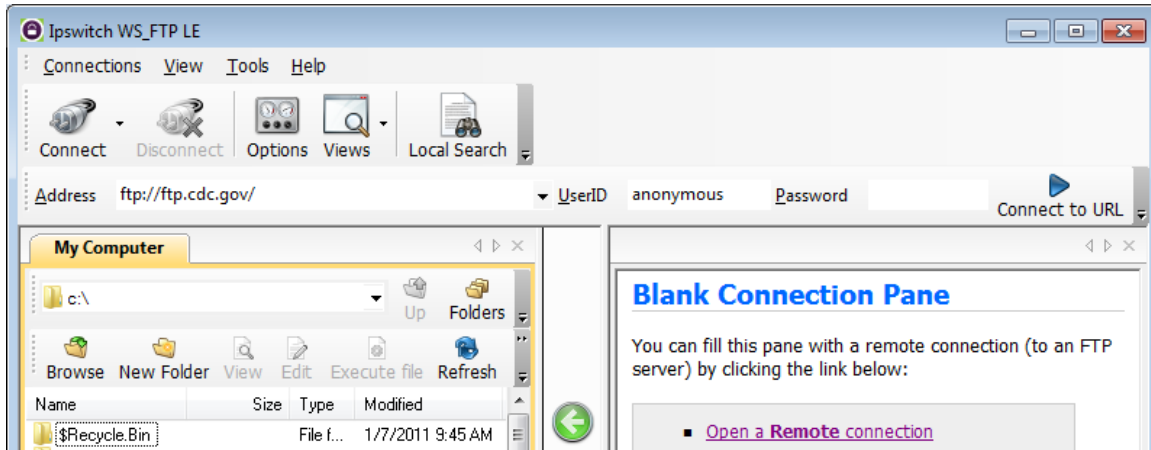 Ipswitch WS_FTP LE
Connections View Tools Help
Connect Disconnect Options Views Local Search
Address ftp://ftp.cdc.gov/ UserID anonymous Password Connect to URL
My Computer
c:\ Up Folders
Browse New Folder View Edit Execute file Refresh
Name Size Type Modified
$Recycle.Bin File f... 1/7/2011 9:45 AM
Blank Connection Pane
You can fill this pane with a remote connection (to an FTP
server) by clicking the link below:
Open a Remote connection